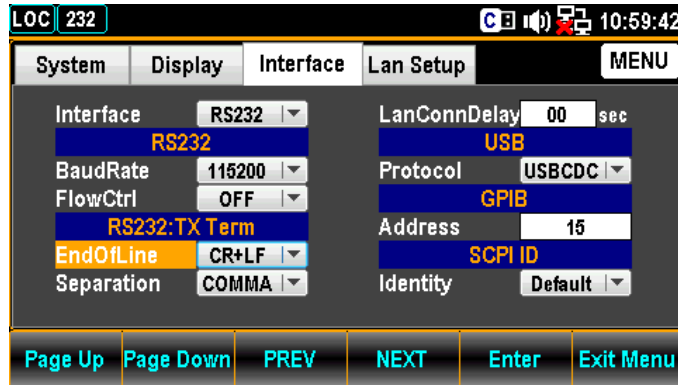 LOC 232 C 10:59:42
System Display Interface Lan Setup MENU
Interface RS232 LanConnDelay 00 sec
RS232 USB
BaudRate 115200 Protocol USBCDC
FlowCtrl OFF GPIB
RS232:TX Term Address 15
EndOfLine CR+LF SCPI ID
Separation COMMA Identity Default
Page Up Page Down PREV NEXT Enter Exit Menu